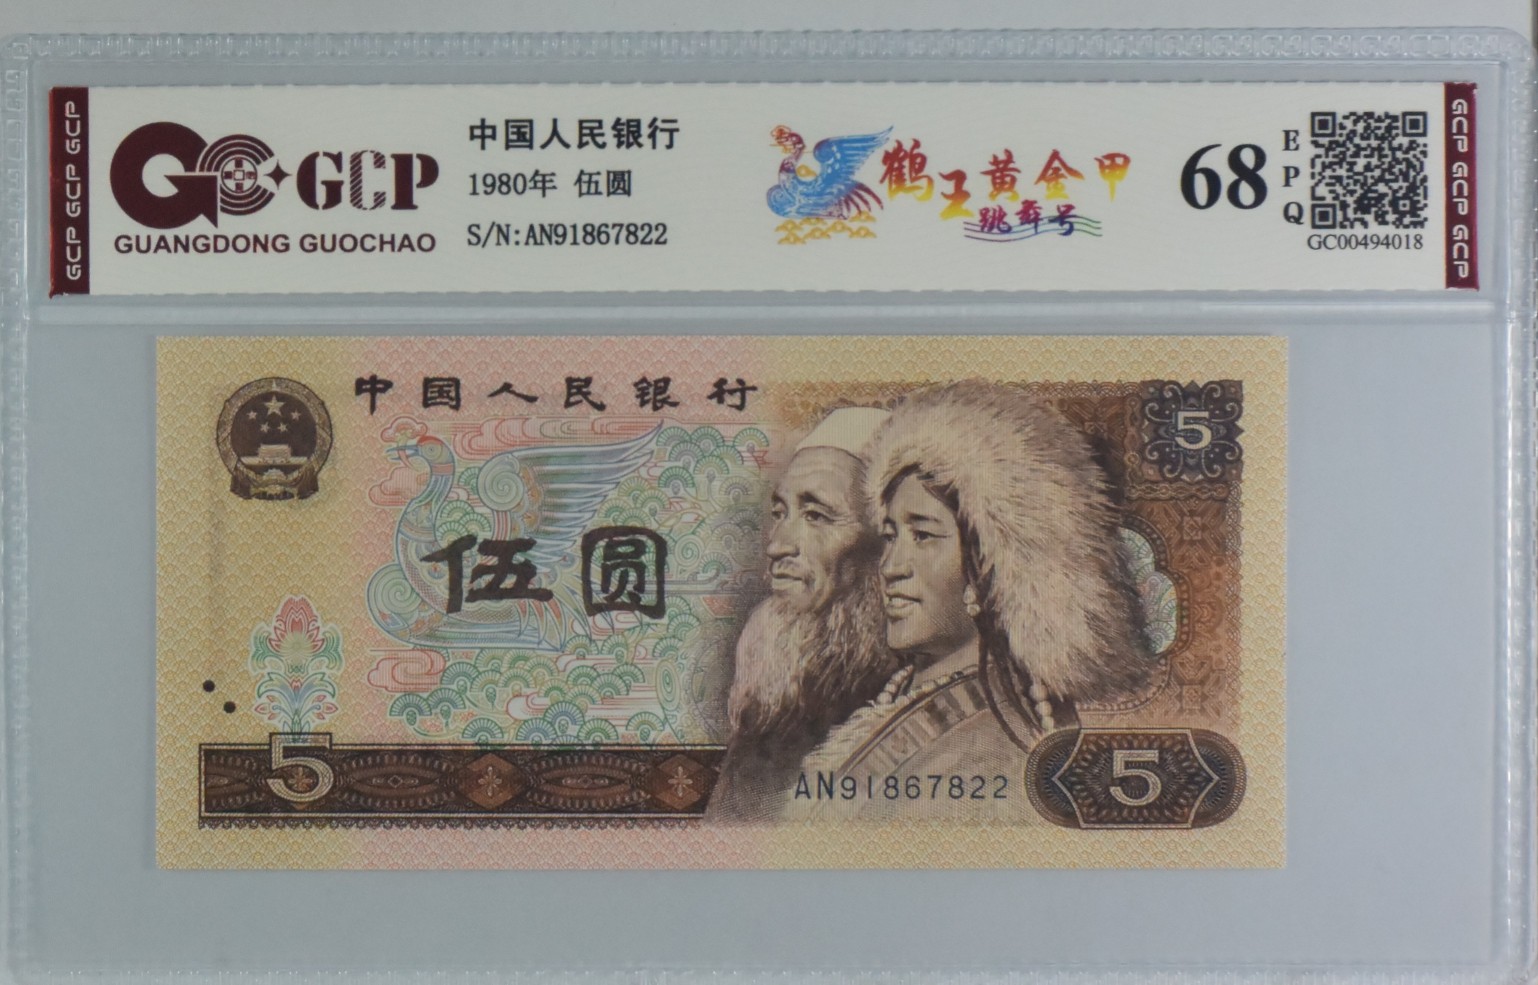 GCP GCP GCP
GCP
GUANGDONG GUOCHAO
中国人民银行
1980年 伍圆
S/N:AN91867822
鹤王黄金甲
跳舞号
68
EPQ
GC00494018
GCP GCP GCP
中国人民银行
5
伍圆
5
AN91867822
5